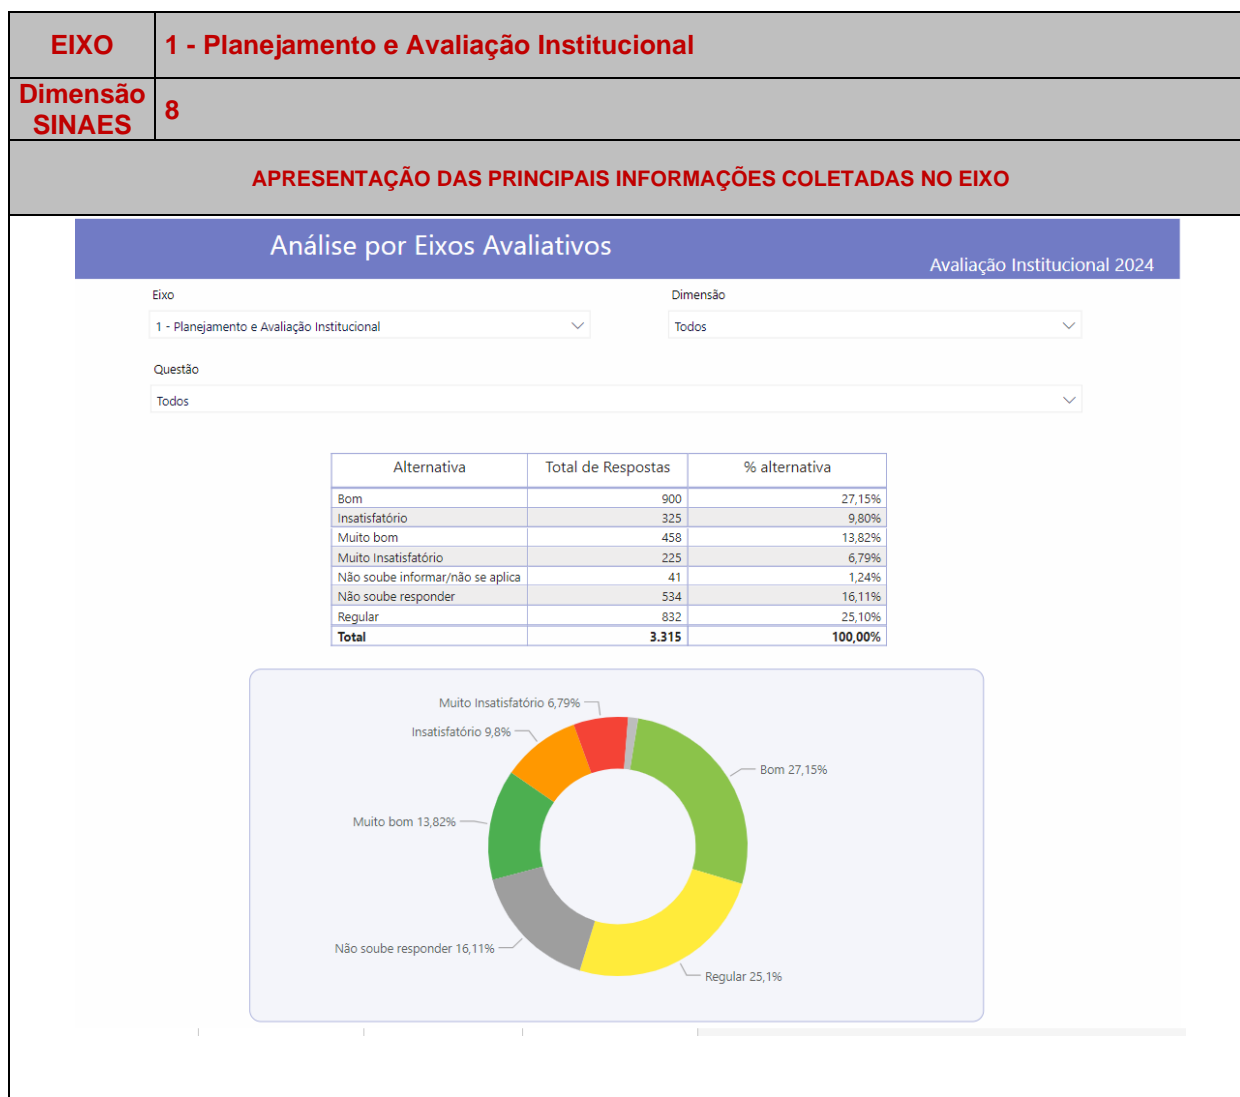 EIXO 1 - Planejamento e Avaliação Institucional
Dimensão SINAES 8
APRESENTAÇÃO DAS PRINCIPAIS INFORMAÇÕES COLETADAS NO EIXO
Análise por Eixos Avaliativos
Avaliação Institucional 2024
Eixo Dimensão
1 - Planejamento e Avaliação Institucional Todos
Questão
Todos
Alternativa Total de Respostas % alternativa
Bom 900 27,15%
Insatisfatório 325 9,80%
Muito bom 458 13,82%
Muito Insatisfatório 225 6,79%
Não soube informar/não se aplica 41 1,24%
Não soube responder 534 16,11%
Regular 832 25,10%
Total 3.315 100,00%
Muito Insatisfatório 6,79%
Insatisfatório 9,8%
Bom 27,15%
Muito bom 13,82%
Não soube responder 16,11%
Regular 25,1%